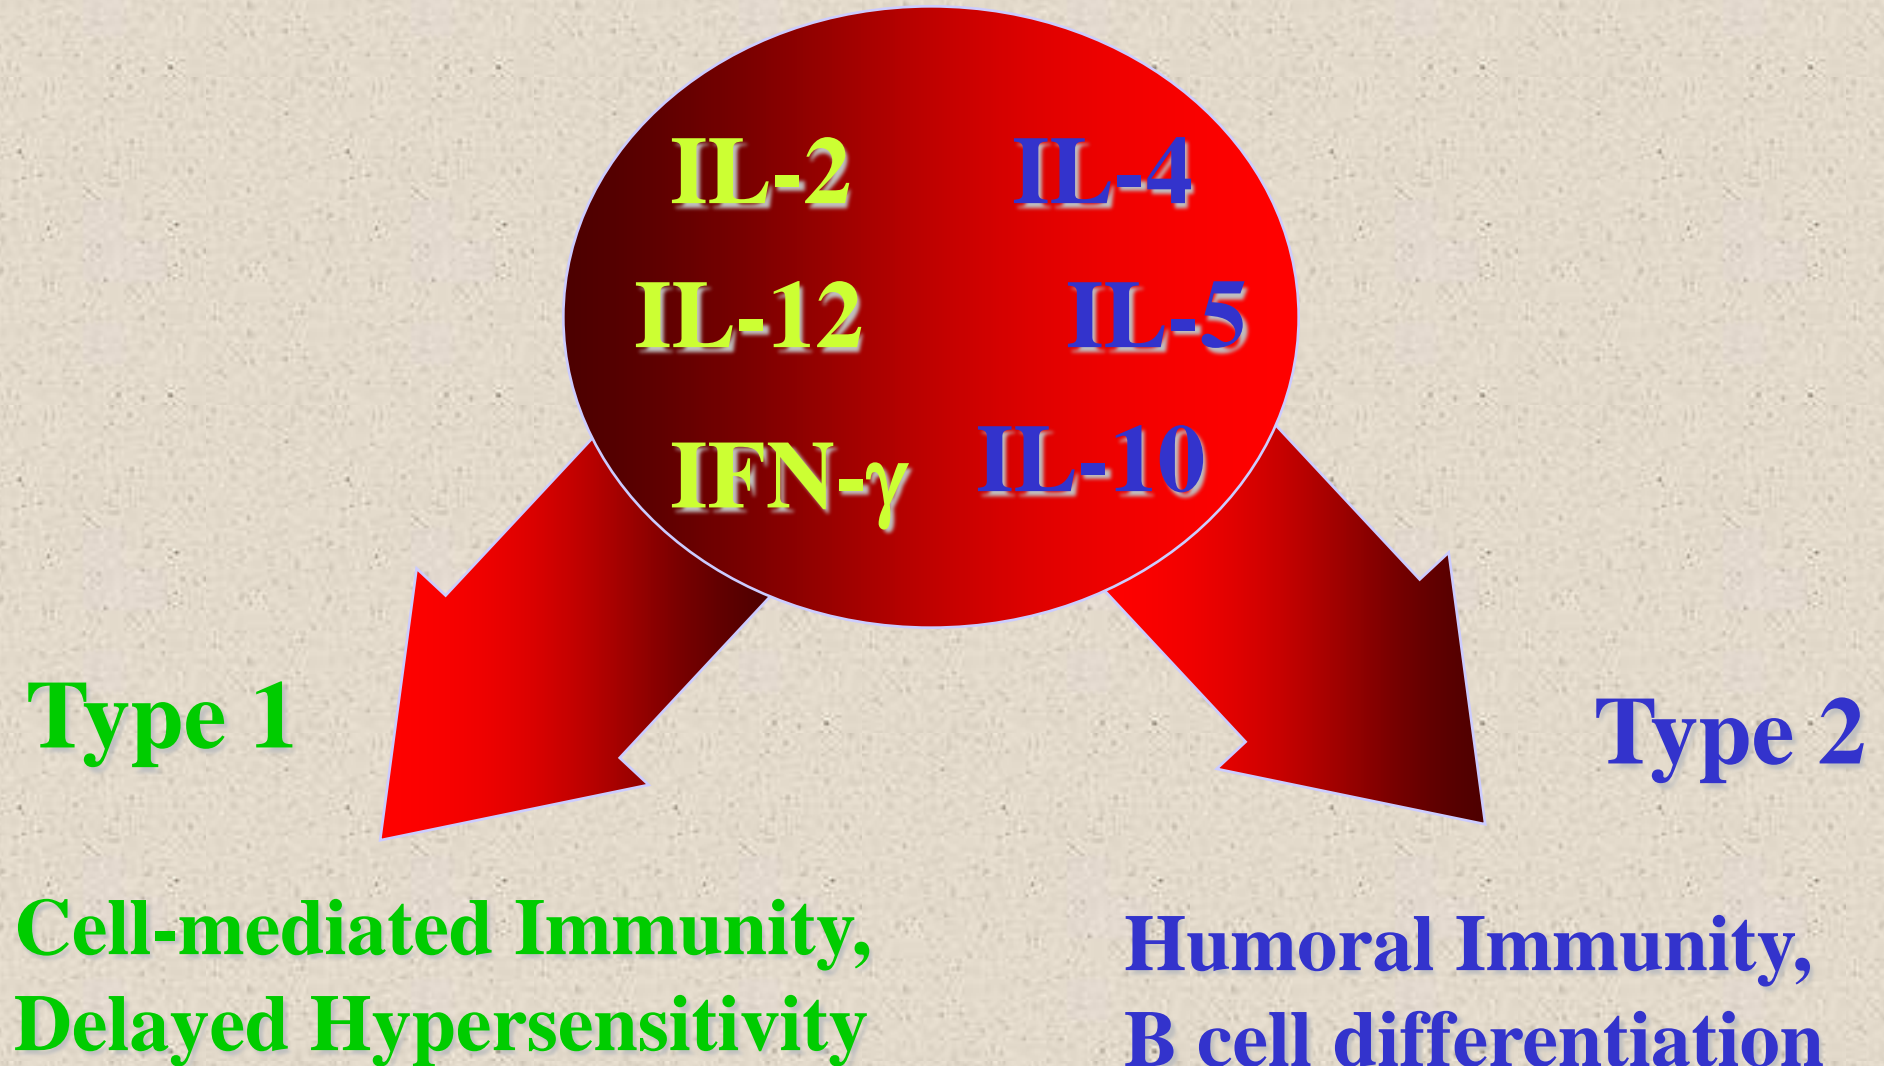 IL-2 IL-4
IL-12 IL-5
IFN-γ IL-10
Type 1
Type 2
Cell-mediated Immunity,
Delayed Hypersensitivity
Humoral Immunity,
B cell differentiation